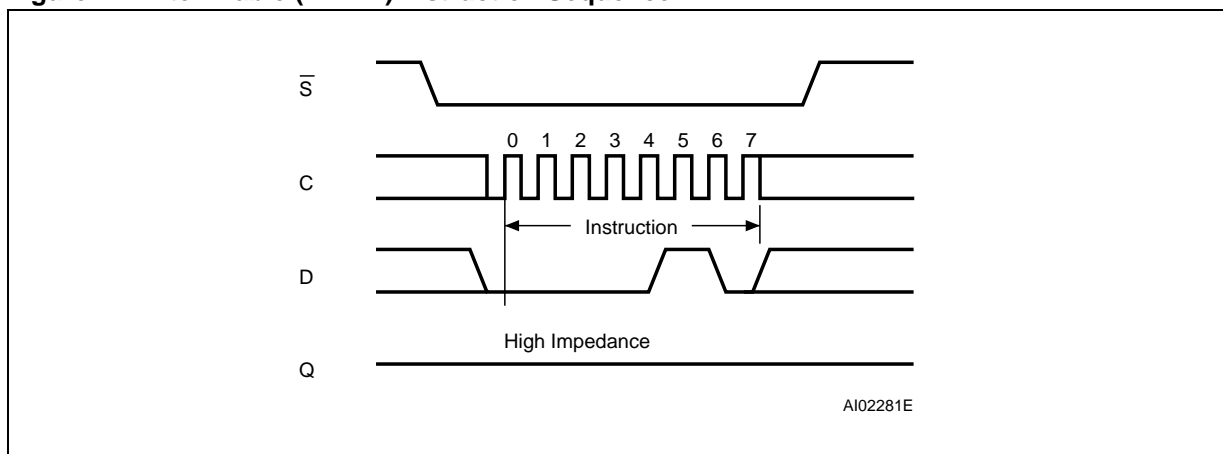 S̅
0 1 2 3 4 5 6 7
C
Instruction
D
High Impedance
Q
AI02281E